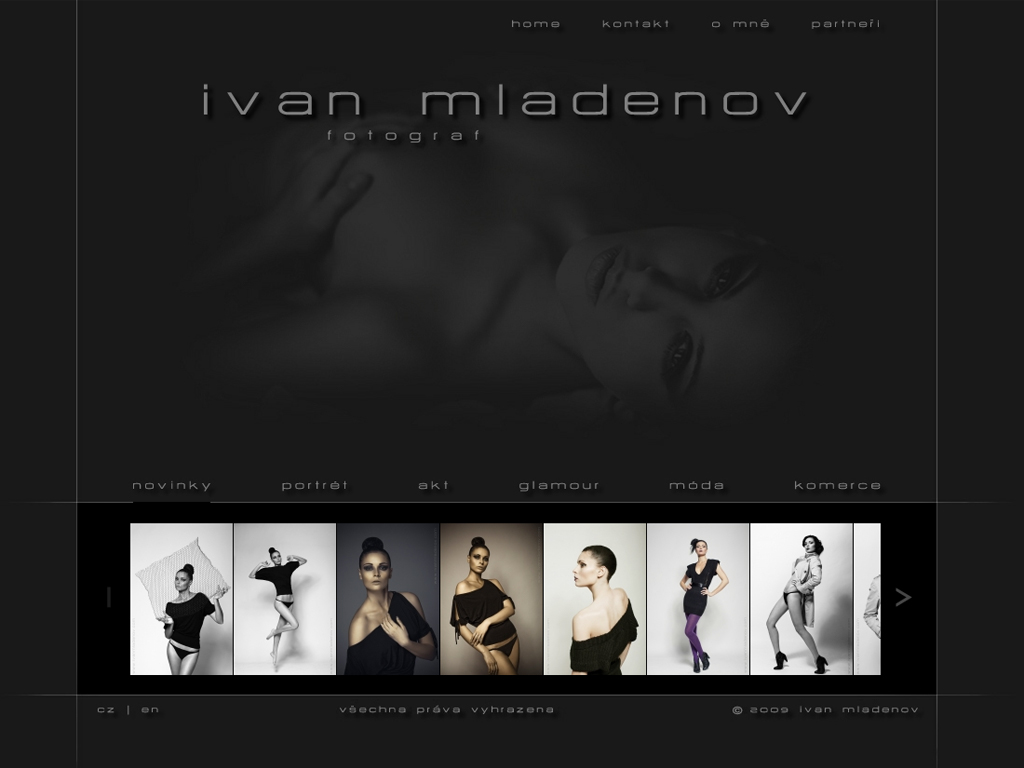 home kontakt o mně partneři
ivan mladenov
fotograf
novinky portrét akt glamour móda komerce
cz | en všechna práva vyhrazena © 2009 ivan mladenov